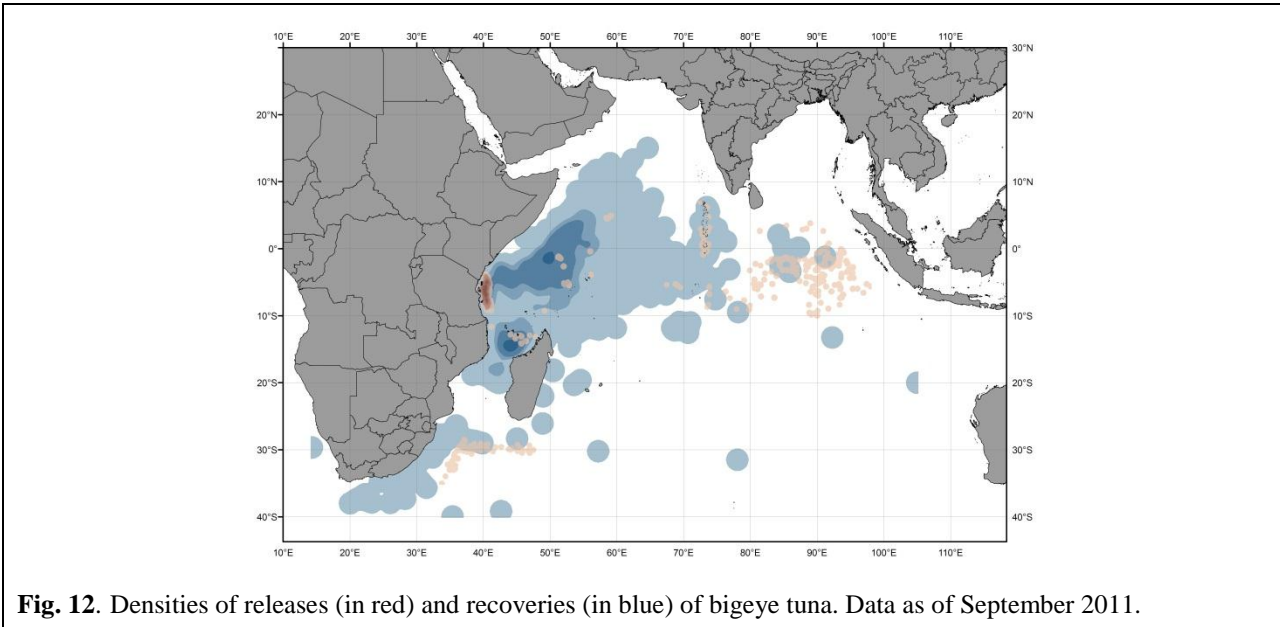 10°E 20°E 30°E 40°E 50°E 60°E 70°E 80°E 90°E 100°E 110°E
30°N
20°N 20°N
10°N 10°N
0° 0°
10°S 10°S
20°S 20°S
30°S 30°S
40°S 40°S
10°E 20°E 30°E 40°E 50°E 60°E 70°E 80°E 90°E 100°E 110°E
Fig. 12. Densities of releases (in red) and recoveries (in blue) of bigeye tuna. Data as of September 2011.